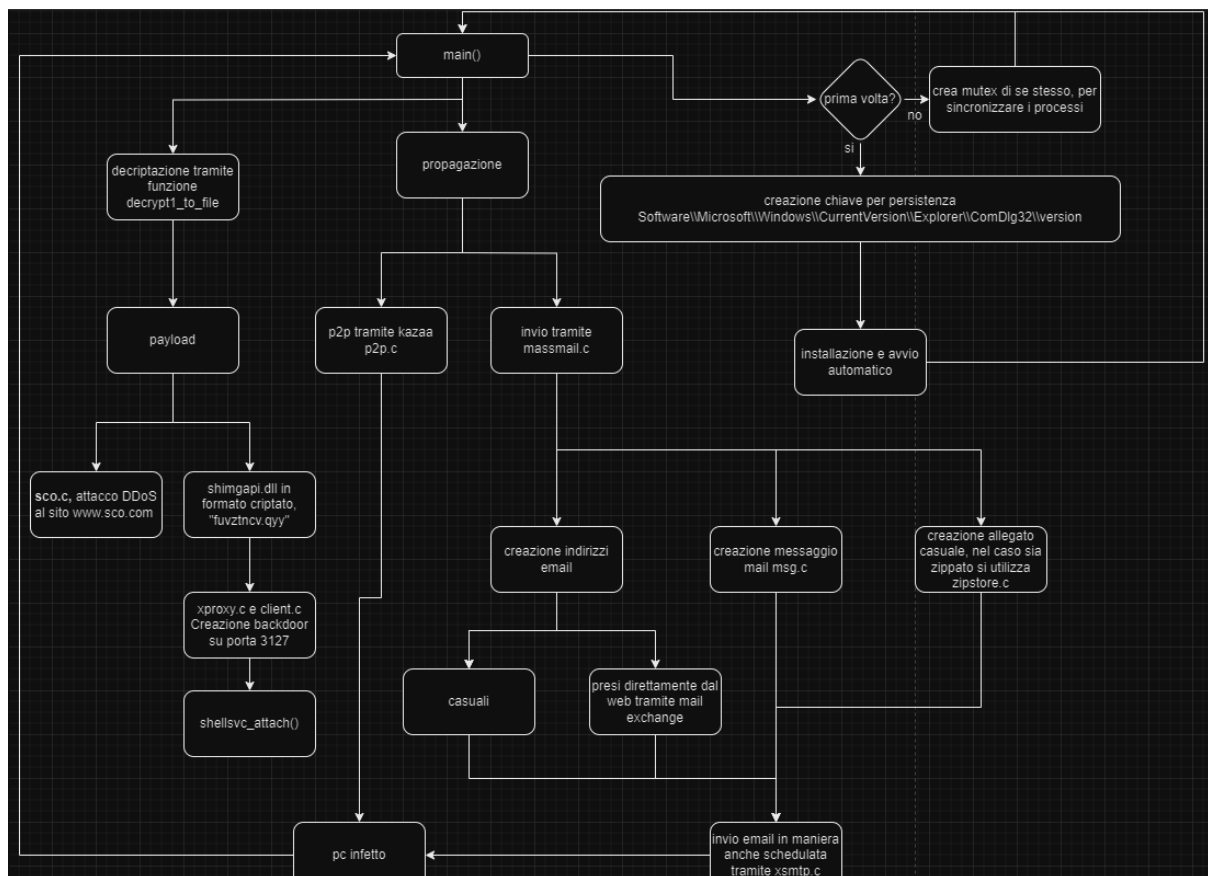 main()
prima volta?
no
si
crea mutex di se stesso, per
sincronizzare i processi
decriptazione tramite
funzione
decrypt1_to_file
propagazione
creazione chiave per persistenza
Software\\Microsoft\\Windows\\CurrentVersion\\Explorer\\ComDlg32\\version
payload
p2p tramite kazaa
p2p.c
invio tramite
massmail.c
installazione e avvio
automatico
sco.c, attacco DDoS
al sito www.sco.com
shimgapi.dll in
formato criptato,
"fuvztncv.qyy"
creazione indirizzi
email
creazione messaggio
mail msg.c
creazione allegato
casuale, nel caso sia
zippato si utilizza
zipstore.c
xproxy.c e client.c
Creazione backdoor
su porta 3127
casuali
presi direttamente dal
web tramite mail
exchange
shellsvc_attach()
pc infetto
invio email in maniera
anche schedulata
tramite xsmtp.c